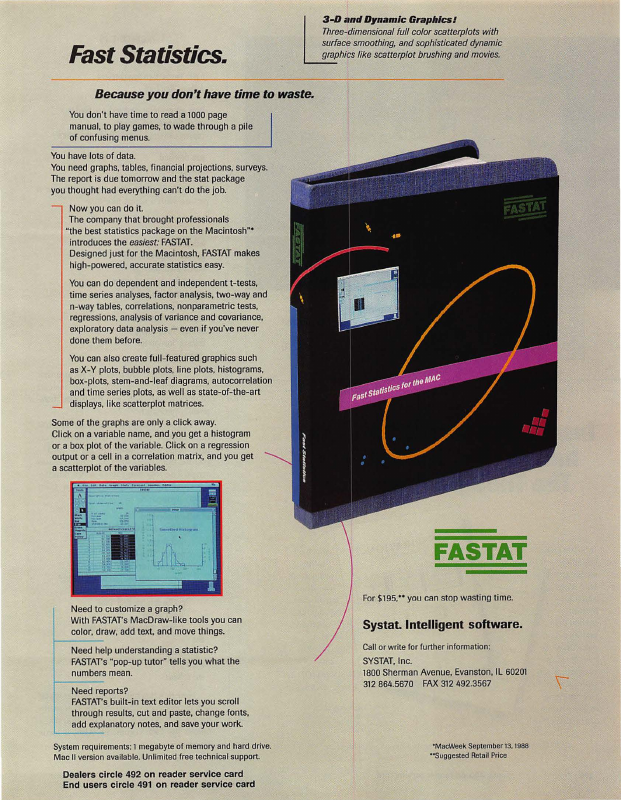 3-D and Dynamic Graphics!
Three-dimensional full color scatterplots with
surface smoothing, and sophisticated dynamic
graphics like scatterplot brushing and movies.
Fast Statistics.
Because you don't have time to waste.
You don't have time to read a 1000 page
manual, to play games, to wade through a pile
of confusing menus.
You have lots of data.
You need graphs, tables, financial projections, surveys.
The report is due tomorrow and the stat package
you thought had everything can't do the job.
Now you can do it.
The company that brought professionals
"the best statistics package on the Macintosh"*
introduces the easiest: FASTAT.
Designed just for the Macintosh, FASTAT makes
high-powered, accurate statistics easy.
You can do dependent and independent t-tests,
time series analyses, factor analysis, two-way and
n-way tables, correlations, nonparametric tests,
regressions, analysis of variance and covariance,
exploratory data analysis — even if you've never
done them before.
You can also create full-featured graphics such
as X-Y plots, bubble plots, line plots, histograms,
box-plots, stem-and-leaf diagrams, autocorrelation
and time series plots, as well as state-of-the-art
displays, like scatterplot matrices.
Some of the graphs are only a click away.
Click on a variable name, and you get a histogram
or a box plot of the variable. Click on a regression
output or a cell in a correlation matrix, and you get
a scatterplot of the variables.
Need to customize a graph?
With FASTAT's MacDraw-like tools you can
color, draw, add text, and move things.
Need help understanding a statistic?
FASTAT's "pop-up tutor" tells you what the
numbers mean.
Need reports?
FASTAT's built-in text editor lets you scroll
through results, cut and paste, change fonts,
add explanatory notes, and save your work.
System requirements: 1 megabyte of memory and hard drive.
Mac II version available. Unlimited free technical support.
Dealers circle 492 on reader service card
End users circle 491 on reader service card
FASTAT
FASTAT
Fast Statistics for the MAC
Fast Statistics
FASTAT
For $195,** you can stop wasting time.
Systat. Intelligent software.
Call or write for further information:
SYSTAT, Inc.
1800 Sherman Avenue, Evanston, IL 60201
312 864.5670 FAX 312 492.3567
*MacWeek September 13, 1988
**Suggested Retail Price